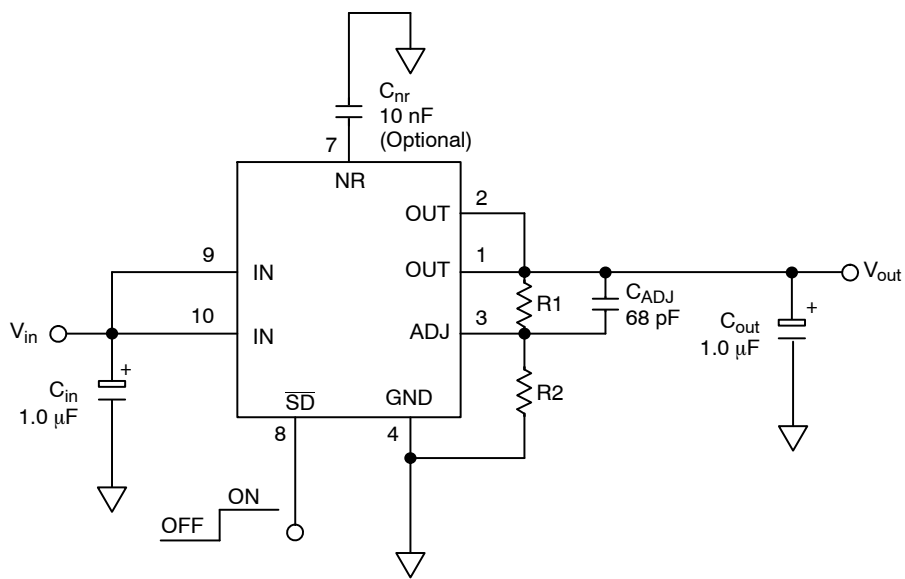 C_nr
10 nF
(Optional)
7
NR
2
OUT
9
IN
1
OUT
V_out
R1
C_ADJ
68 pF
10
IN
V_in
3
ADJ
+
C_out
1.0 μF
+
C_in
1.0 μF
R2
SD
GND
8
4
ON
OFF